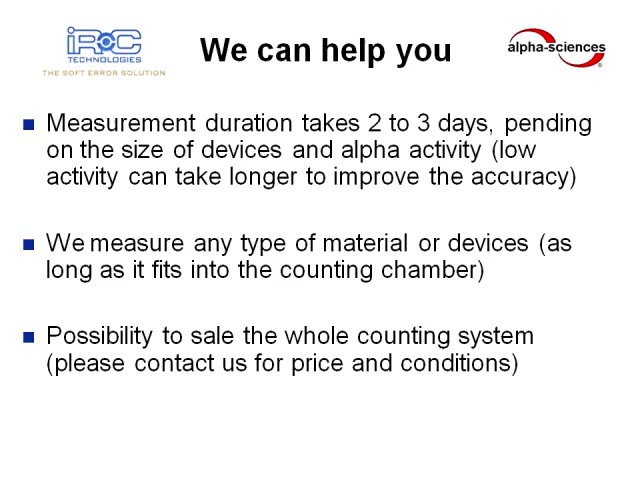 iRoC
TECHNOLOGIES
THE SOFT ERROR SOLUTION
We can help you
alpha-sciences
Measurement duration takes 2 to 3 days, pending
on the size of devices and alpha activity (low
activity can take longer to improve the accuracy)
We measure any type of material or devices (as
long as it fits into the counting chamber)
Possibility to sale the whole counting system
(please contact us for price and conditions)